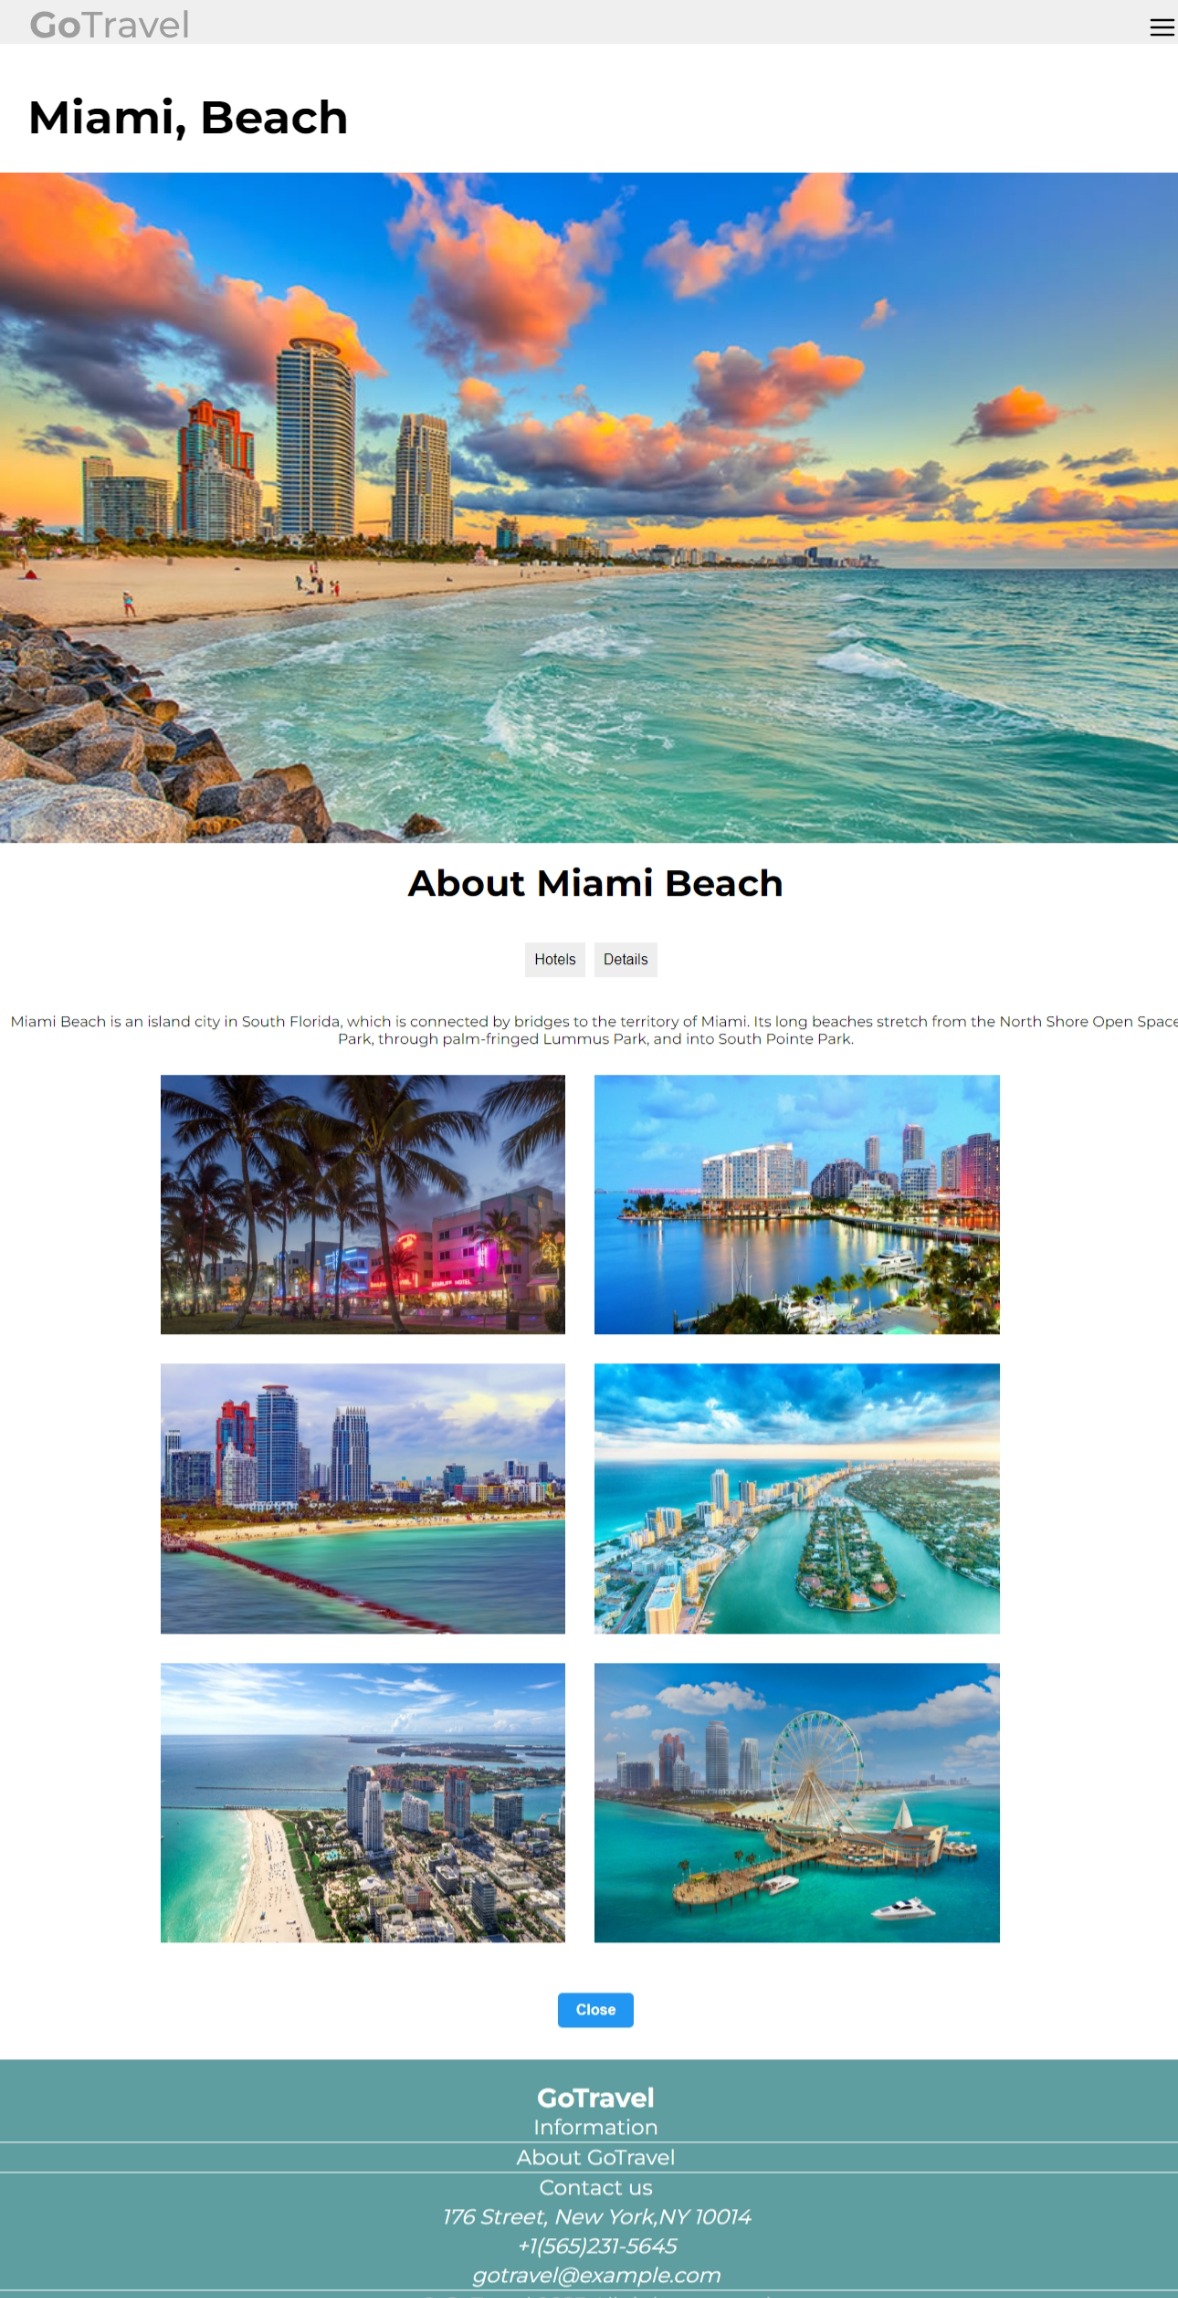 GoTravel
Miami, Beach
About Miami Beach
Hotels Details
Miami Beach is an island city in South Florida, which is connected by bridges to the territory of Miami. Its long beaches stretch from the North Shore Open Space
Park, through palm-fringed Lummus Park, and into South Pointe Park.
HOTEL
Close
GoTravel
Information
About GoTravel
Contact us
176 Street, New York,NY 10014
+1(565)231-5645
gotravel@example.com